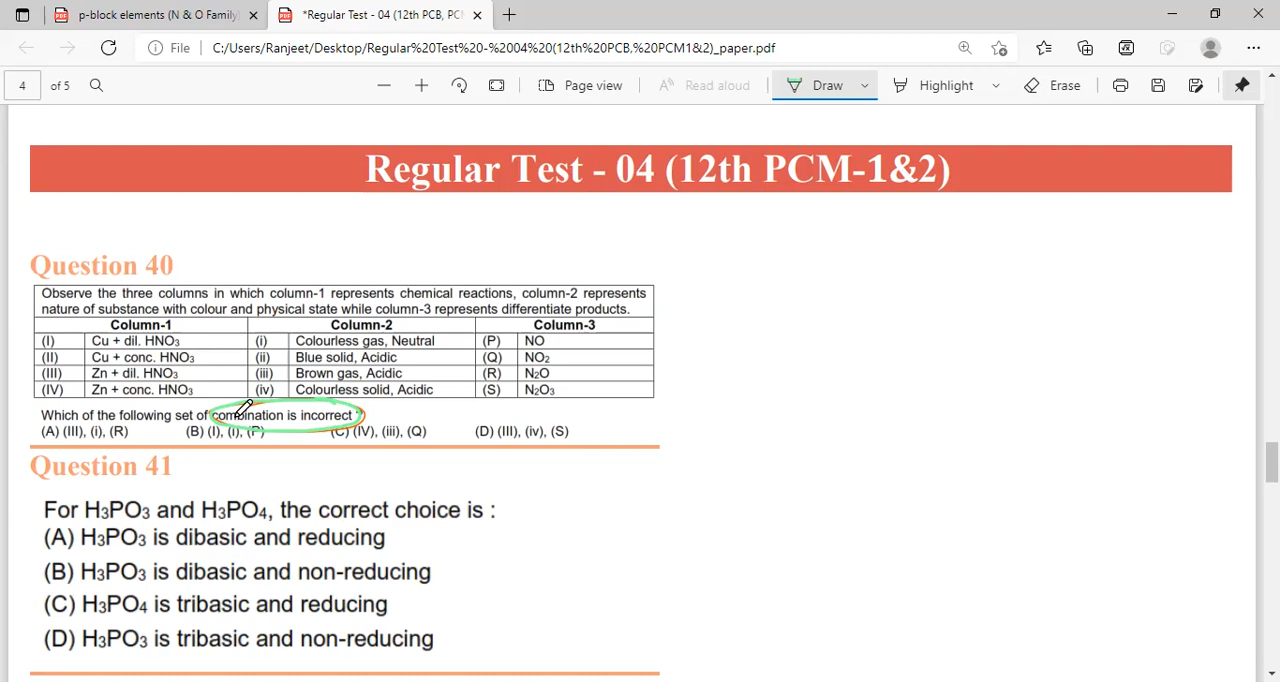 p-block elements (N & O Family)
*Regular Test - 04 (12th PCB, PCM
File
C:/Users/Ranjeet/Desktop/Regular%20Test%20-%2004%20(12th%20PCB,%20PCM1&2)_paper.pdf
4 of 5
Page view
Read aloud
Draw
Highlight
Erase
Regular Test - 04 (12th PCM-1&2)
Question 40
Observe the three columns in which column-1 represents chemical reactions, column-2 represents
nature of substance with colour and physical state while column-3 represents differentiate products.
Column-1 Column-2 Column-3
(I) Cu + dil. HNO3 (i) Colourless gas, Neutral (P) NO
(II) Cu + conc. HNO3 (ii) Blue solid, Acidic (Q) NO2
(III) Zn + dil. HNO3 (iii) Brown gas, Acidic (R) N2O
(IV) Zn + conc. HNO3 (iv) Colourless solid, Acidic (S) N2O3
Which of the following set of combination is incorrect ?
(A) (III), (i), (R) (B) (I), (i), (P) (C) (IV), (iii), (Q) (D) (III), (iv), (S)
Question 41
For H3PO3 and H3PO4, the correct choice is :
(A) H3PO3 is dibasic and reducing
(B) H3PO3 is dibasic and non-reducing
(C) H3PO4 is tribasic and reducing
(D) H3PO3 is tribasic and non-reducing